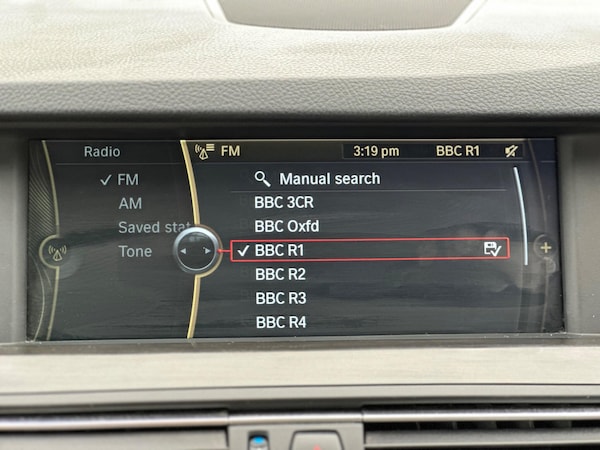 Radio
FM
AM
Saved stat
Tone
FM 3:19 pm BBC R1
Manual search
BBC 3CR
BBC Oxfd
BBC R1
BBC R2
BBC R3
BBC R4